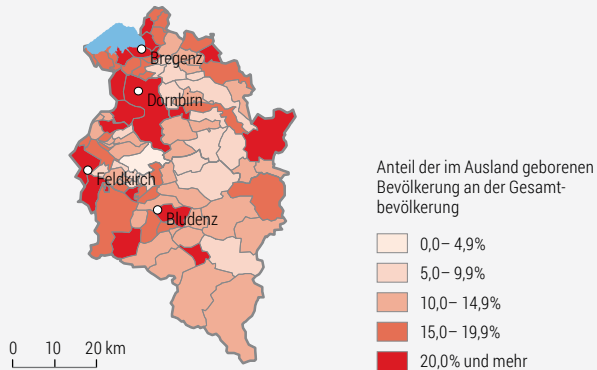 Bregenz
Dornbirn
Feldkirch
Bludenz
Anteil der im Ausland geborenen
Bevölkerung an der Gesamt-
bevölkerung
0,0– 4,9%
5,0– 9,9%
10,0– 14,9%
15,0– 19,9%
20,0% und mehr
0 10 20 km